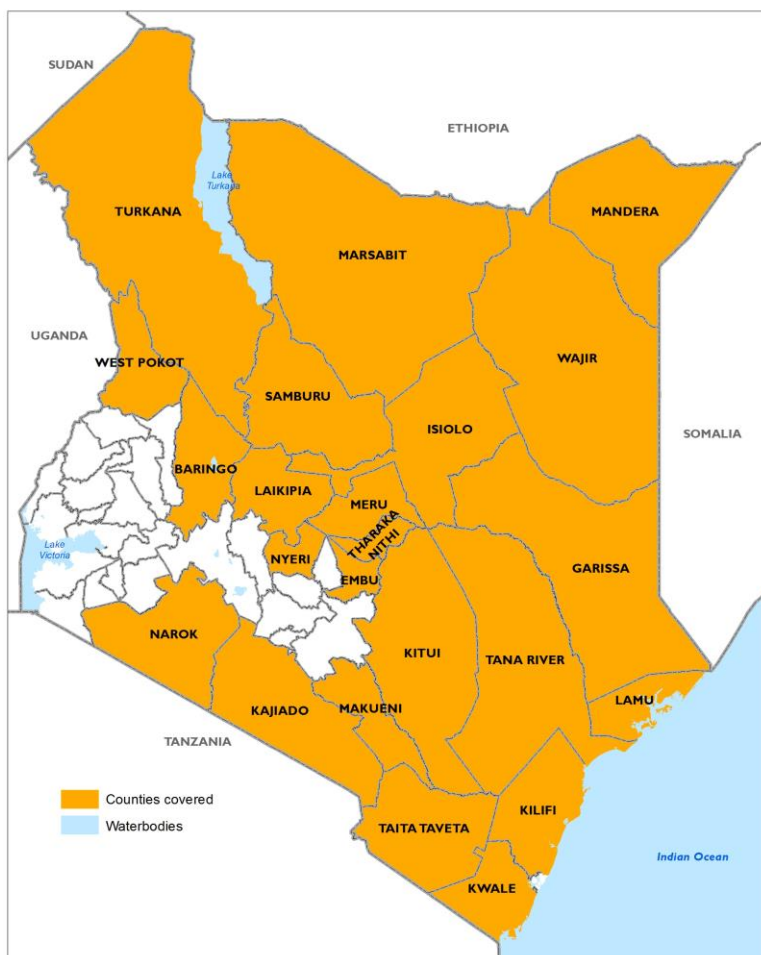 SUDAN
ETHIOPIA
Lake
Turkana
MANDERA
TURKANA
MARSABIT
UGANDA
WEST POKOT
WAJIR
SAMBURU
ISIOLO
SOMALIA
BARINGO
LAIKIPIA
MERU
THARAKA
NITHI
Lake
Victoria
NYERI
EMBU
GARISSA
NAROK
KITUI
TANA RIVER
LAMU
KAJIADO
MAKUENI
TANZANIA
Counties covered
KILIFI
Waterbodies
TAITA TAVETA
Indian Ocean
KWALE